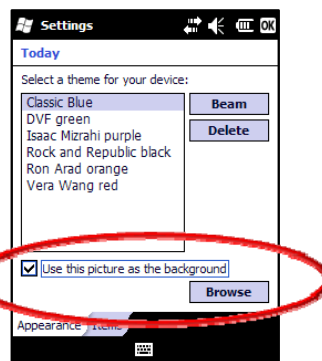 Settings
OK
Today
Select a theme for your device:
Classic Blue
Beam
DVF green
Delete
Isaac Mizrahi purple
Rock and Republic black
Ron Arad orange
Vera Wang red
Use this picture as the background
Browse
Appearance Items